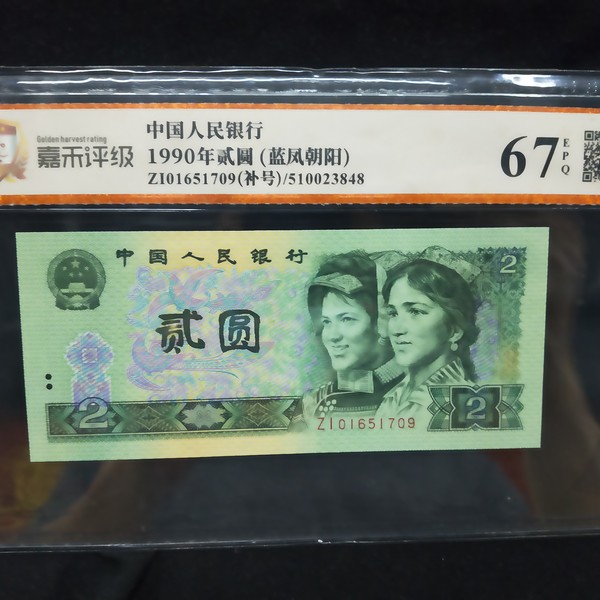 Golden harvest rating
嘉禾评级
中国人民银行
1990年贰圆 (蓝凤朝阳)
ZI01651709(补号)/510023848
67
EPQ
中国人民银行
2
贰圆
2
2
ZI01651709